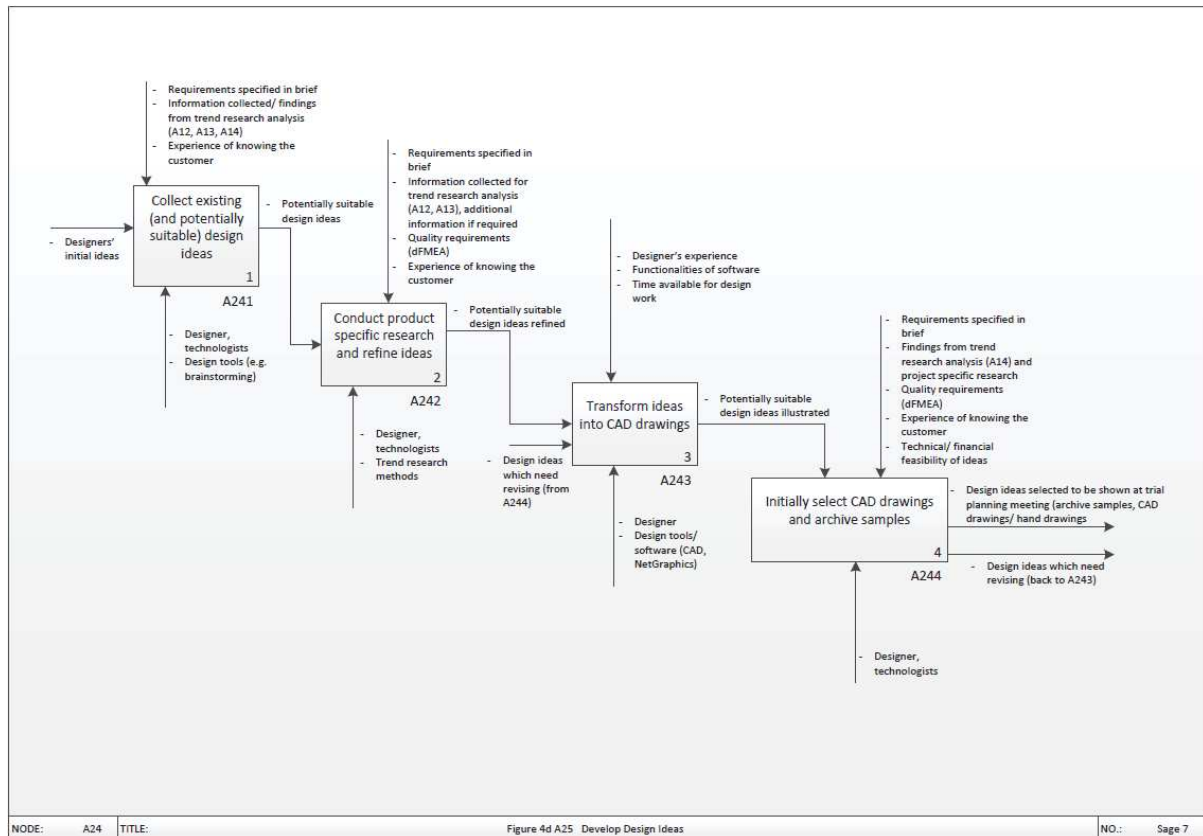 - Requirements specified in brief
- Information collected/ findings
from trend research analysis
(A12, A13, A14)
- Experience of knowing the
customer
Collect existing
(and potentially
suitable) design
ideas
1
A241
- Designers'
initial ideas
- Potentially suitable
design ideas
- Designer,
technologists
- Design tools (e.g.
brainstorming)
- Requirements specified in
brief
- Information collected for
trend research analysis
(A12, A13), additional
information if required
- Quality requirements
(dFMEA)
- Experience of knowing the
customer
Conduct product
specific research
and refine ideas
2
A242
- Potentially suitable
design ideas refined
- Designer,
technologists
- Trend research
methods
- Designer's experience
- Functionalities of software
- Time available for design
work
Transform ideas
into CAD drawings
3
A243
- Design ideas
which need
revising (from
A244)
- Potentially suitable
design ideas illustrated
- Designer
- Design tools/
software (CAD,
NetGraphics)
- Requirements specified in
brief
- Findings from trend
research analysis (A14) and
project specific research
- Quality requirements
(dFMEA)
- Experience of knowing the
customer
- Technical/ financial
feasibility of ideas
Initially select CAD drawings
and archive samples
4
A244
- Design ideas selected to be shown at trial
planning meeting (archive samples, CAD
drawings/ hand drawings
- Design ideas which need
revising (back to A243)
- Designer,
technologists
NODE: A24 TITLE: Figure 4d A25 Develop Design Ideas NO.: Sage 7